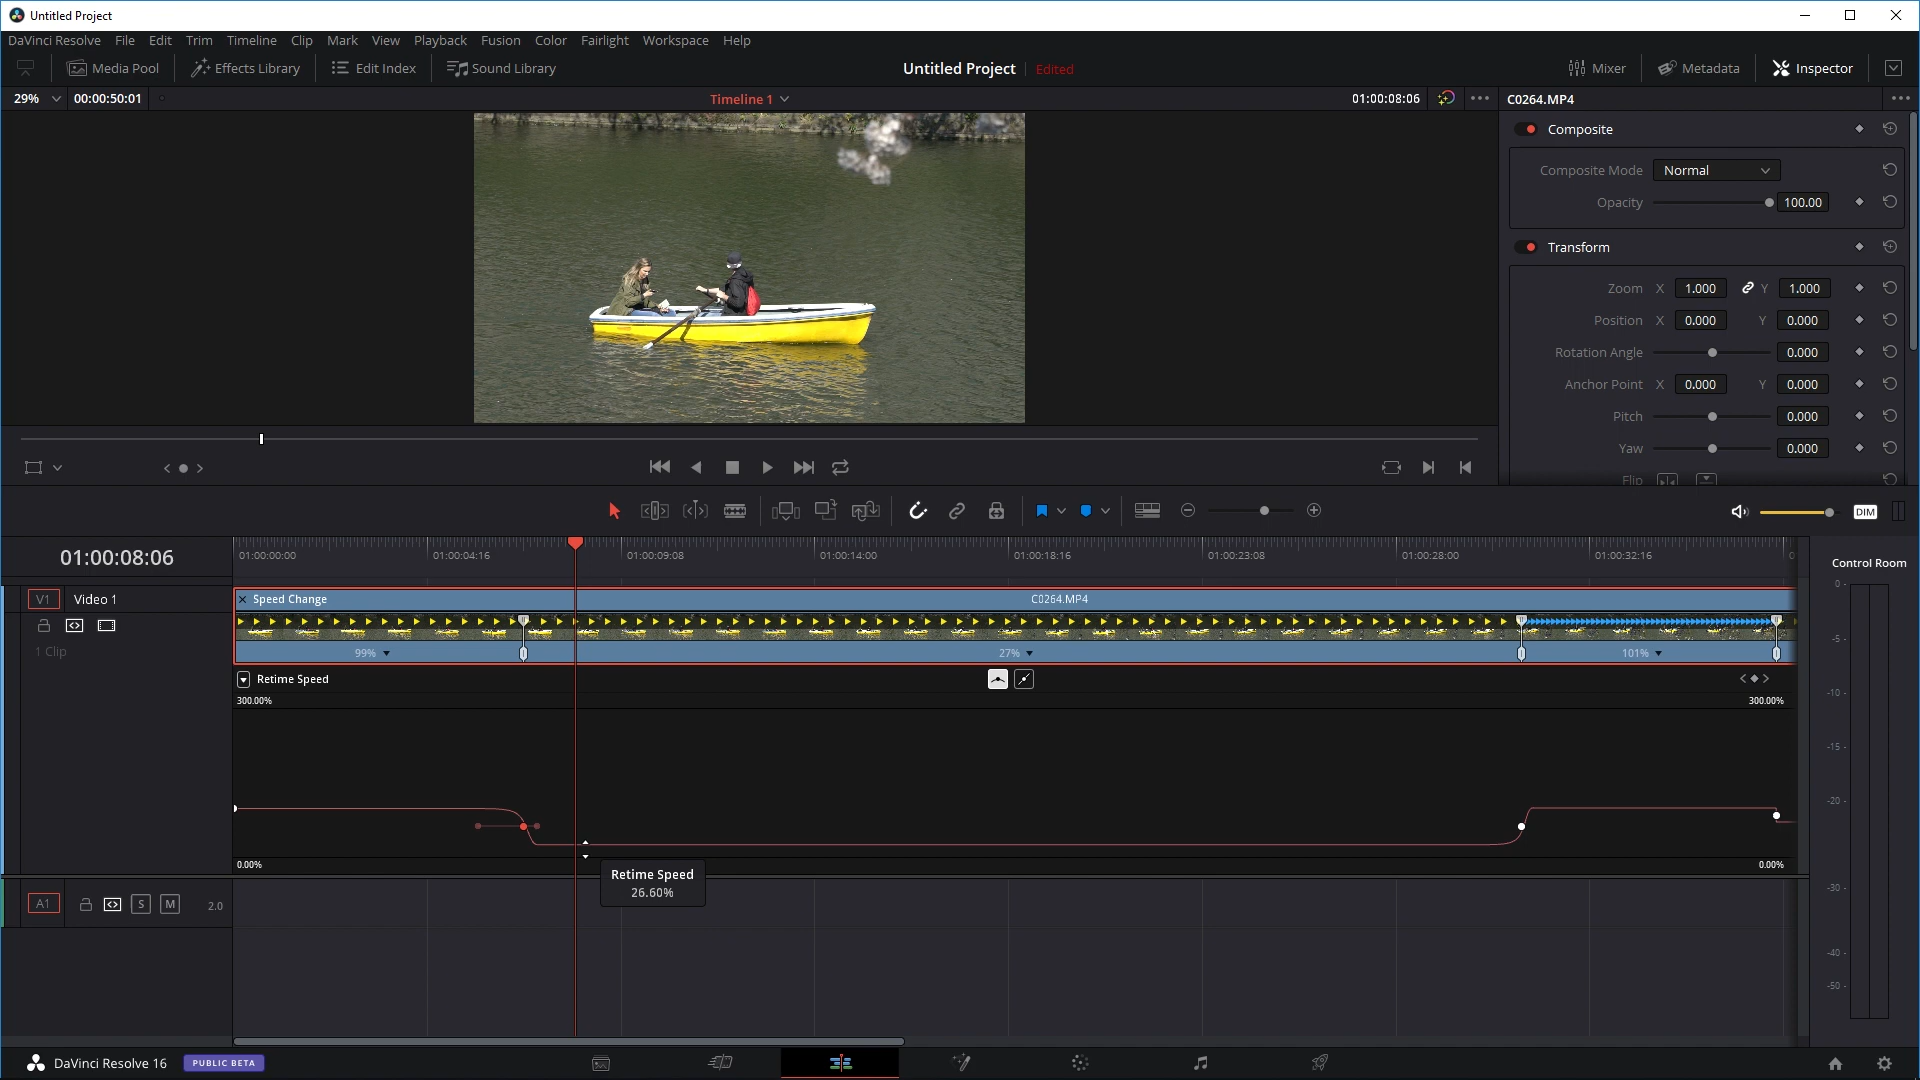 Untitled Project
DaVinci Resolve File Edit Trim Timeline Clip Mark View Playback Fusion Color Fairlight Workspace Help
Media Pool Effects Library Edit Index Sound Library Untitled Project Edited Mixer Metadata Inspector
29% 00:00:50:01 Timeline 1 01:00:08:06 C0264.MP4
Composite
Composite Mode Normal
Opacity 100.00
Transform
Zoom X 1.000 Y 1.000
Position X 0.000 Y 0.000
Rotation Angle 0.000
Anchor Point X 0.000 Y 0.000
Pitch 0.000
Yaw 0.000
Flip
DIM
01:00:08:06 01:00:00:00 01:00:04:16 01:00:09:08 01:00:14:00 01:00:18:16 01:00:23:08 01:00:28:00 01:00:32:16
Control Room
V1 Video 1 Speed Change C0264.MP4
1 Clip 99% 27% 101%
Retime Speed
300.00% 300.00%
0.00% 0.00%
Retime Speed
26.60%
A1 S M 2.0
0
-5
-10
-15
-20
-30
-40
-50
DaVinci Resolve 16 PUBLIC BETA